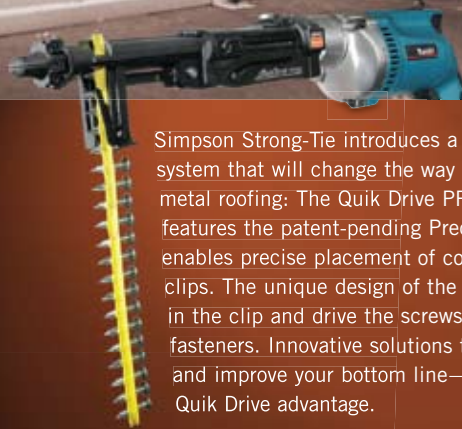 Simpson Strong-Tie introduces a
system that will change the way
metal roofing: The Quik Drive
features the patent-pending
enables precise placement of
clips. The unique design of the
in the clip and drive the screws
fasteners. Innovative solutions
and improve your bottom line—
Quik Drive advantage.